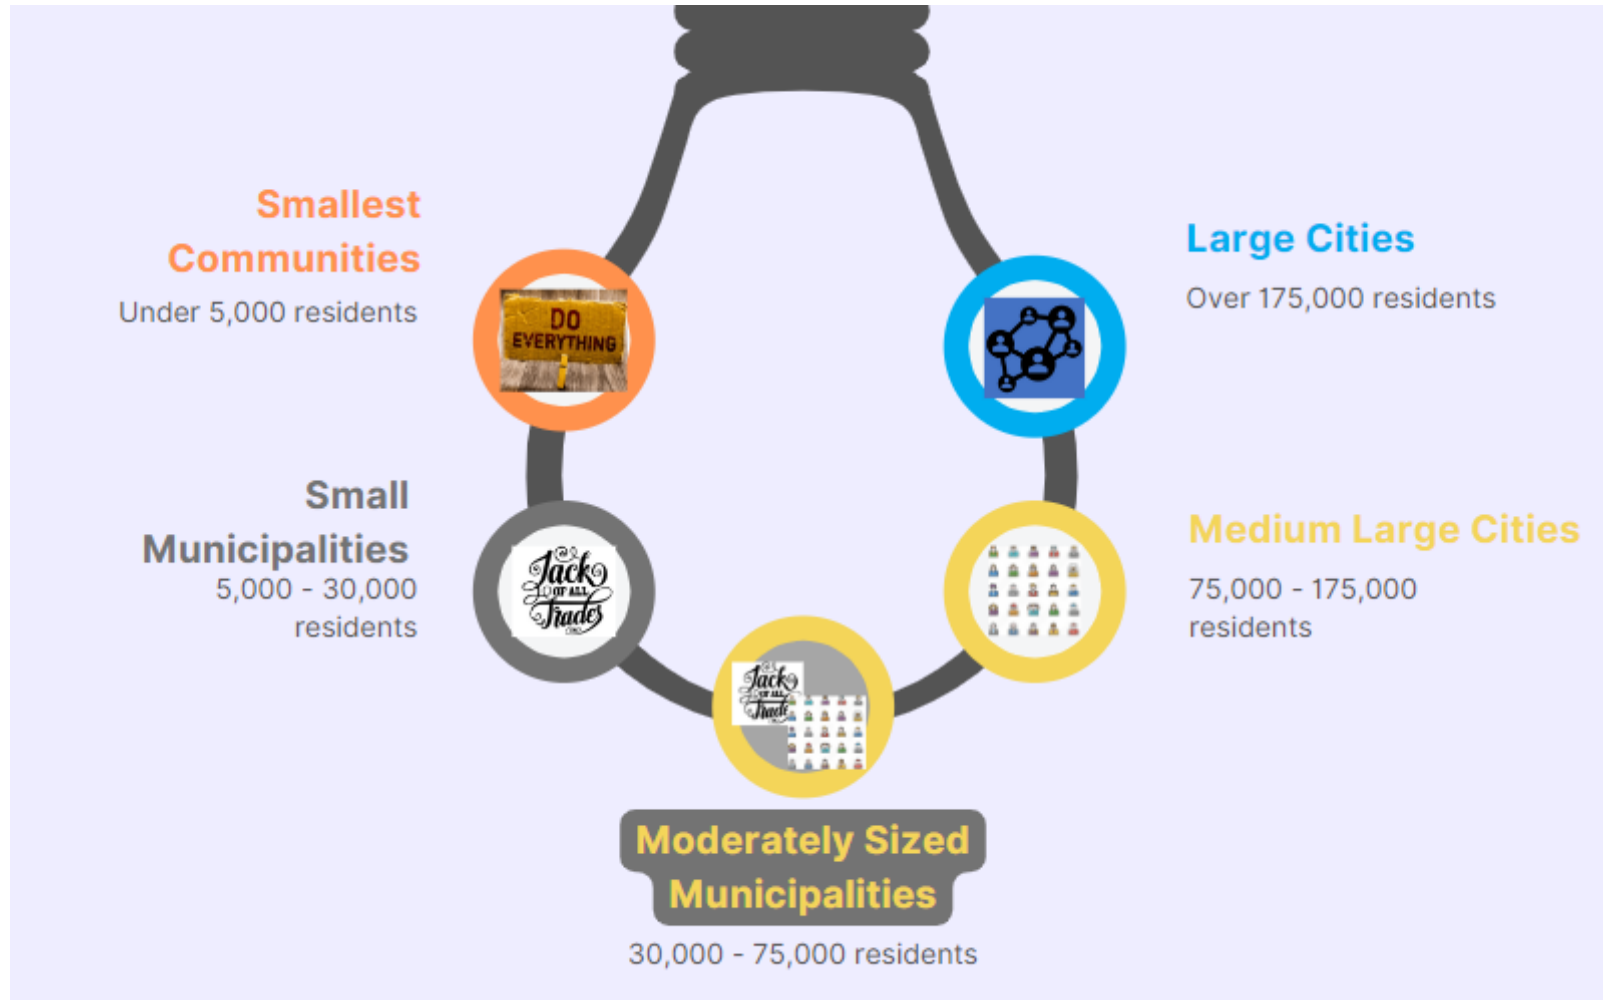 Smallest
Communities
Under 5,000 residents
DO
EVERYTHING
Small
Municipalities
5,000 - 30,000
residents
Jack
OF ALL
Trades
Jack
OF ALL
Moderately Sized
Municipalities
30,000 - 75,000 residents
Medium Large Cities
75,000 - 175,000
residents
Large Cities
Over 175,000 residents